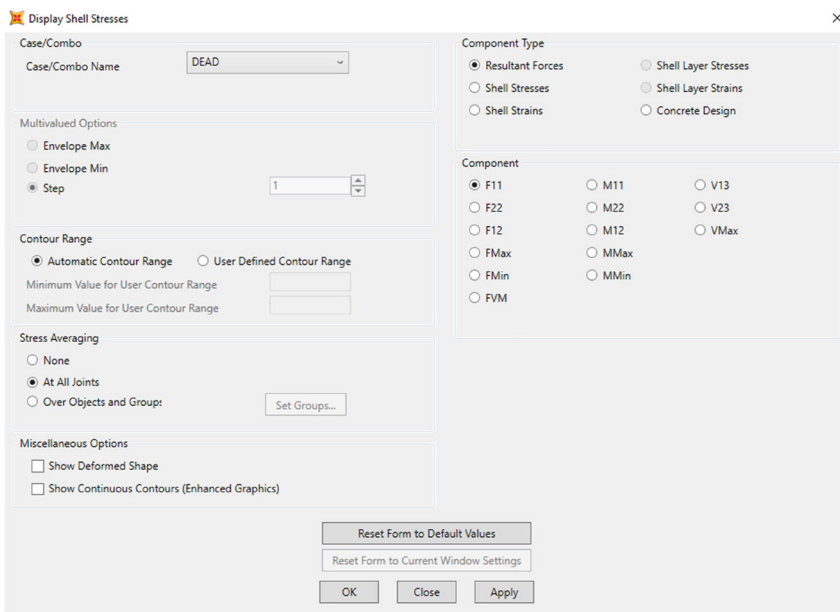 Display Shell Stresses
Case/Combo
Case/Combo Name
DEAD
Multivalued Options
Envelope Max
Envelope Min
Step
1
Contour Range
Automatic Contour Range
User Defined Contour Range
Minimum Value for User Contour Range
Maximum Value for User Contour Range
Stress Averaging
None
At All Joints
Over Objects and Groups
Set Groups...
Miscellaneous Options
Show Deformed Shape
Show Continuous Contours (Enhanced Graphics)
Component Type
Resultant Forces
Shell Layer Stresses
Shell Stresses
Shell Layer Strains
Shell Strains
Concrete Design
Component
F11
M11
V13
F22
M22
V23
F12
M12
VMax
FMax
MMax
FMin
MMin
FVM
Reset Form to Default Values
Reset Form to Current Window Settings
OK
Close
Apply